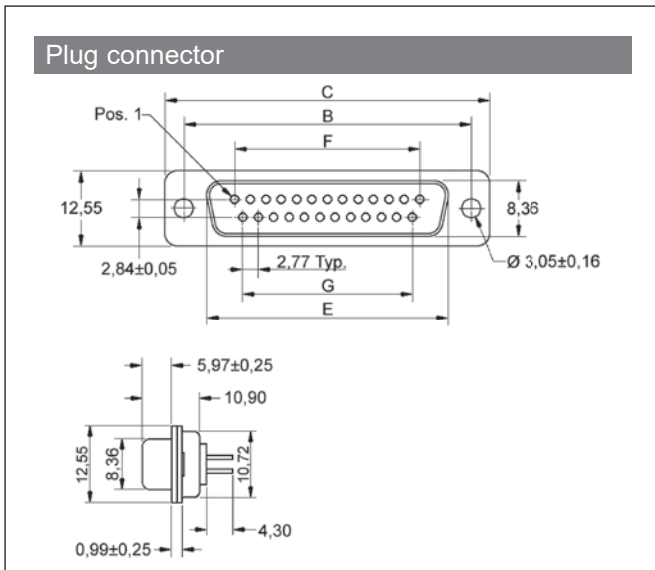 Plug connector
C
Pos. 1
B
F
12,55
8,36
2,84±0,05
2,77 Typ.
Ø 3,05±0,16
G
E
5,97±0,25
10,90
12,55
8,36
10,72
4,30
0,99±0,25